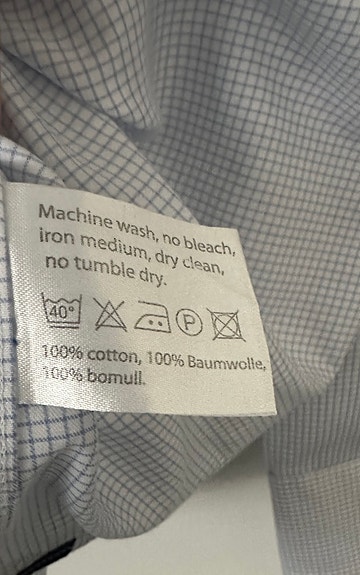 Machine wash, no bleach,
iron medium, dry clean,
no tumble dry.
40° P
100% cotton, 100% Baumwolle,
100% bomull.